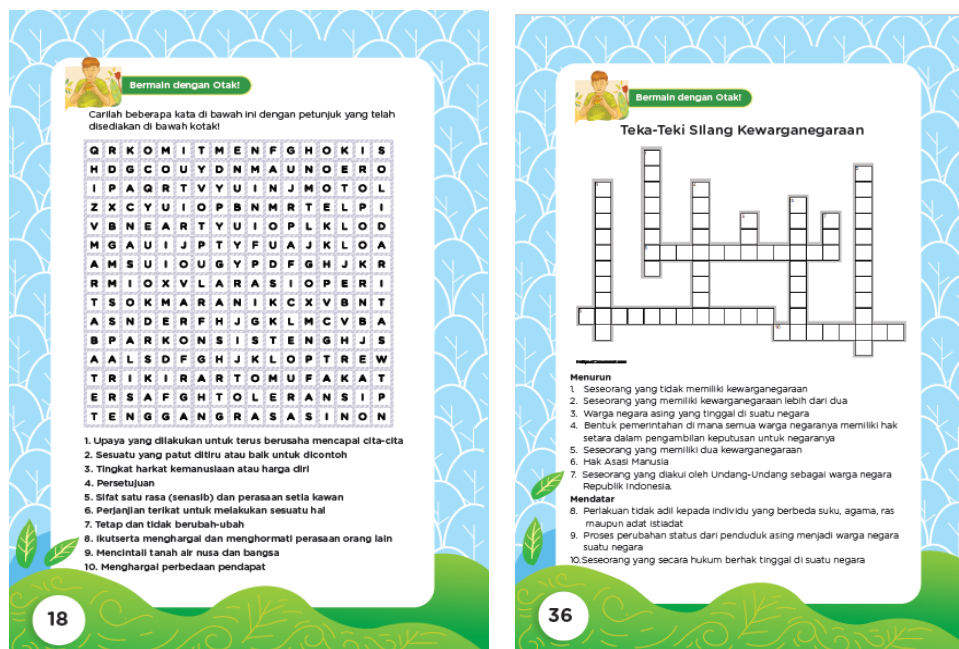 Bermain dengan Otak!
Carilah beberapa kata di bawah ini dengan petunjuk yang telah
disediakan di bawah kotak!
Q R K O M I T M E N F G H O K I S
H D G C O U Y D N M A U N O E R O
I P A Q R T V Y U I N J M O T O L
Z X C Y U I O P B N M R T E L P I
V B N E A R T Y U I O P L K L O D
M G A U I J P T Y F U A J K L O A
A M S U I O U G Y P D F G H J K R
R M I O X V L A R A S I O P E R I
T S O K M A R A N I K C X V B N T
A S N D E R F H J G K L M C V B A
B P A R K O N S I S T E N G H J S
A A L S D F G H J K L O P T R E W
T R I K I R A R T O M U F A K A T
E R S A F G H T O L E R A N S I P
T E N G G A N G R A S A S I N O N
1. Upaya yang dilakukan untuk terus berusaha mencapai cita-cita
2. Sesuatu yang patut ditiru atau baik untuk dicontoh
3. Tingkat harkat kemanusiaan atau harga diri
4. Persetujuan
5. Sifat satu rasa (senasib) dan perasaan setia kawan
6. Perjanjian terikat untuk melakukan sesuatu hal
7. Tetap dan tidak berubah-ubah
8. Ikutserta menghargai dan menghormati perasaan orang lain
9. Mencintai tanah air nusa dan bangsa
10. Menghargai perbedaan pendapat
18
Bermain dengan Otak!
Teka-Teki SIlang Kewarganegaraan
Menurun
1. Seseorang yang tidak memiliki kewarganegaraan
2. Seseorang yang memiliki kewarganegaraan lebih dari dua
3. Warga negara asing yang tinggal di suatu negara
4. Bentuk pemerintahan di mana semua warga negaranya memiliki hak
setara dalam pengambilan keputusan untuk negaranya
5. Seseorang yang memiliki dua kewarganegaraan
6. Hak Asasi Manusia
7. Seseorang yang diakui oleh Undang-Undang sebagai warga negara
Republik Indonesia.
Mendatar
8. Perlakuan tidak adil kepada individu yang berbeda suku, agama, ras
maupun adat istiadat
9. Proses perubahan status dari penduduk asing menjadi warga negara
suatu negara
10.Seseorang yang secara hukum berhak tinggal di suatu negara
36